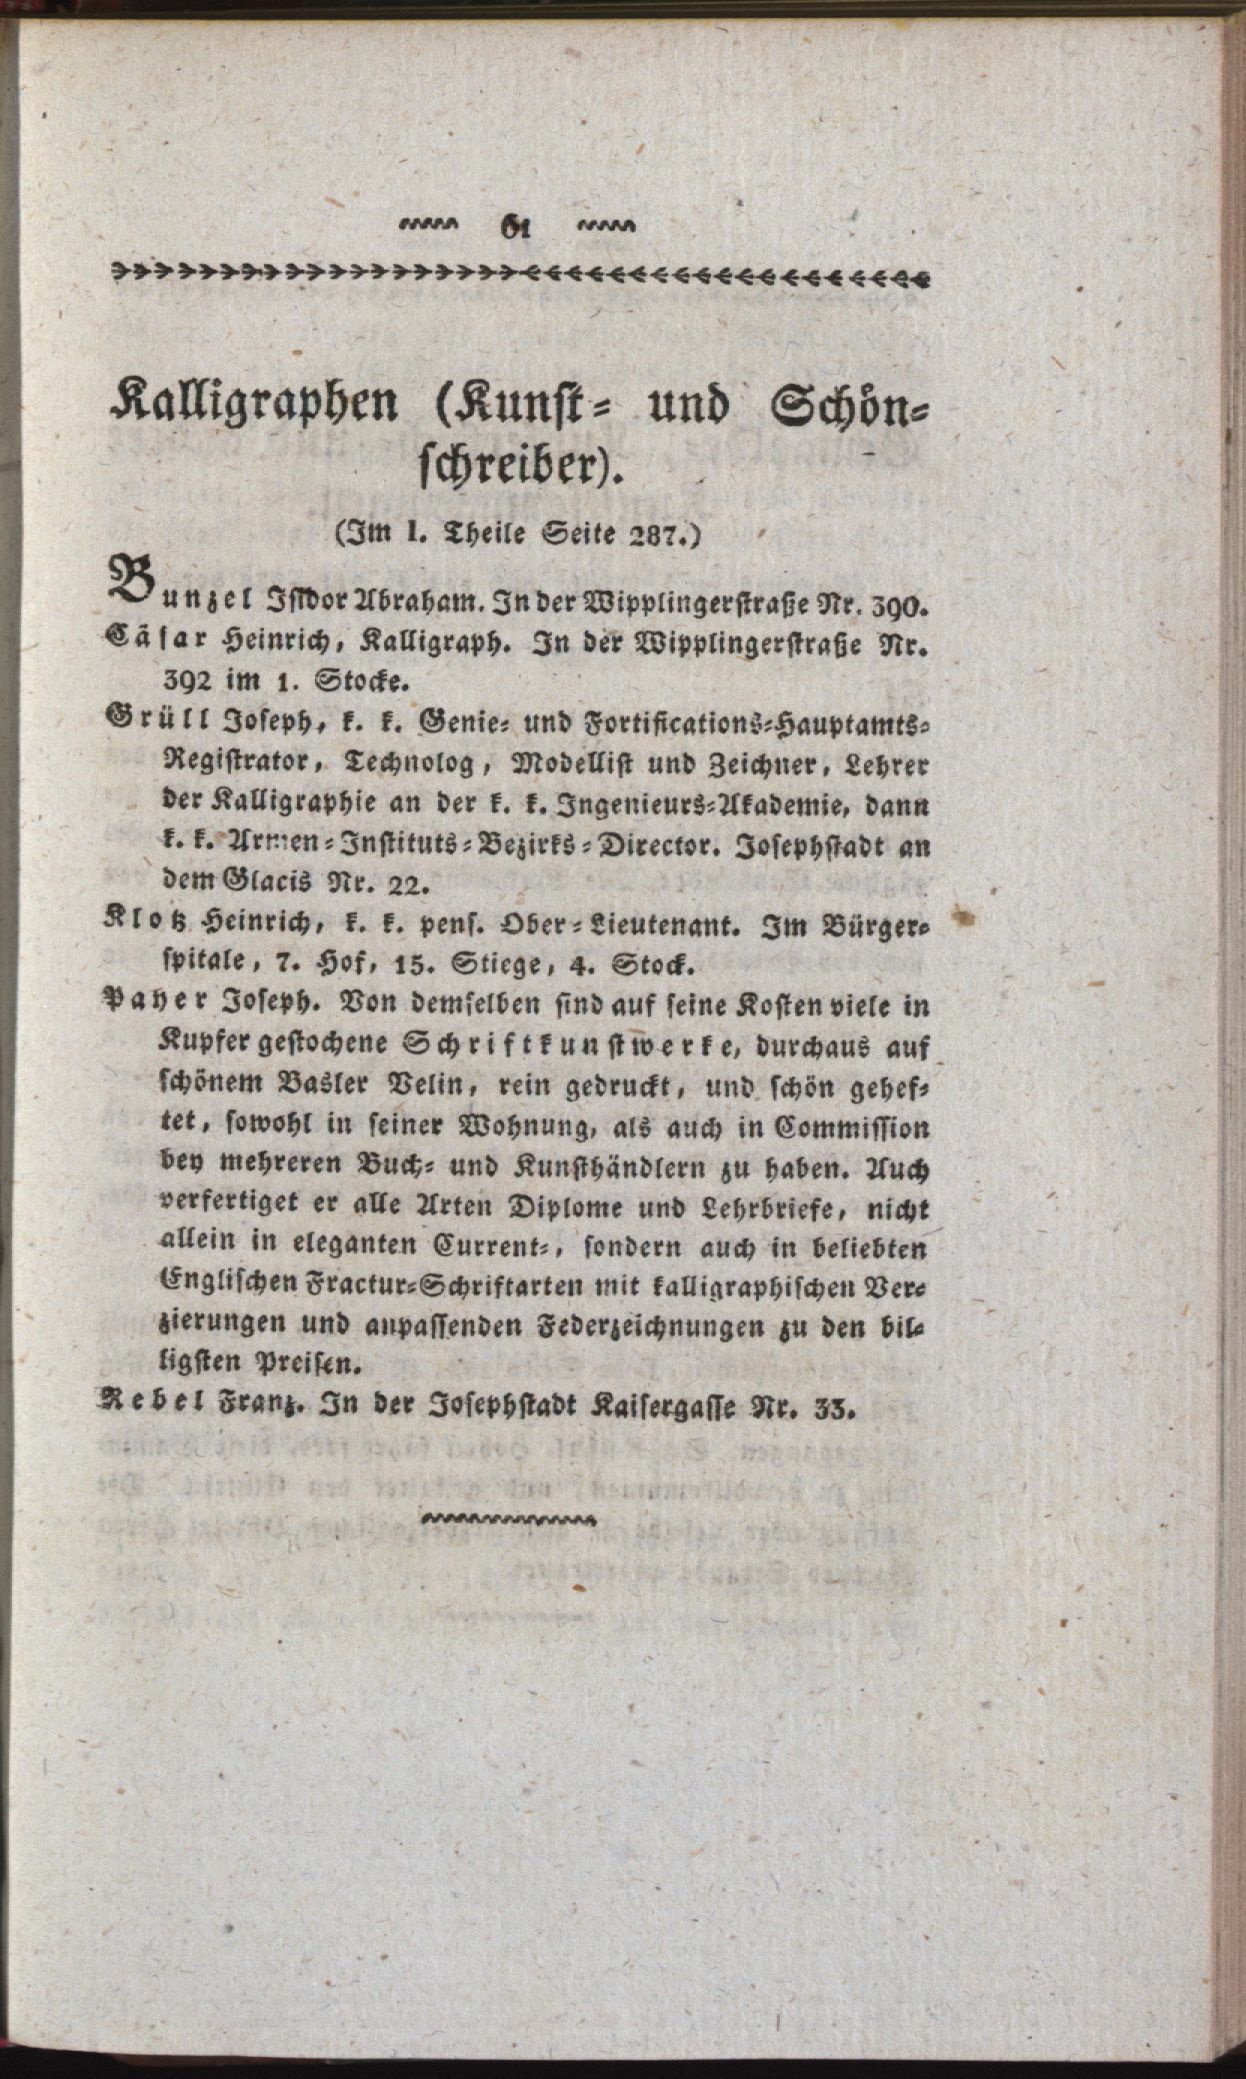 61
Kalligraphen (Kunst- und Schön-
schreiber).
(Im I. Theile Seite 287.)
Bunzel Isidor Abraham. In der Wipplingerstraße Nr. 390.
Cäsar Heinrich, Kalligraph. In der Wipplingerstraße Nr.
392 im 1. Stocke.
Grüll Joseph, k. k. Genie- und Fortifications-Hauptamts-
Registrator, Technolog, Modellist und Zeichner, Lehrer
der Kalligraphie an der k. k. Ingenieurs-Akademie, dann
k. k. Armen-Instituts-Bezirks-Director. Josephstadt an
dem Glacis Nr. 22.
Klotz Heinrich, k. k. pens. Ober-Lieutenant. Im Bürger-
spitale, 7. Hof, 15. Stiege, 4. Stock.
Payer Joseph. Von demselben sind auf seine Kosten viele in
Kupfer gestochene Schriftkunstwerke, durchaus auf
schönem Basler Velin, rein gedruckt, und schön gehef-
tet, sowohl in seiner Wohnung, als auch in Commission
bey mehreren Buch- und Kunsthändlern zu haben. Auch
verfertiget er alle Arten Diplome und Lehrbriefe, nicht
allein in eleganten Current-, sondern auch in beliebten
Englischen Fractur-Schriftarten mit kalligraphischen Ver-
zierungen und anpassenden Federzeichnungen zu den bil-
ligsten Preisen.
Rebel Franz. In der Josephstadt Kaisergasse Nr. 33.